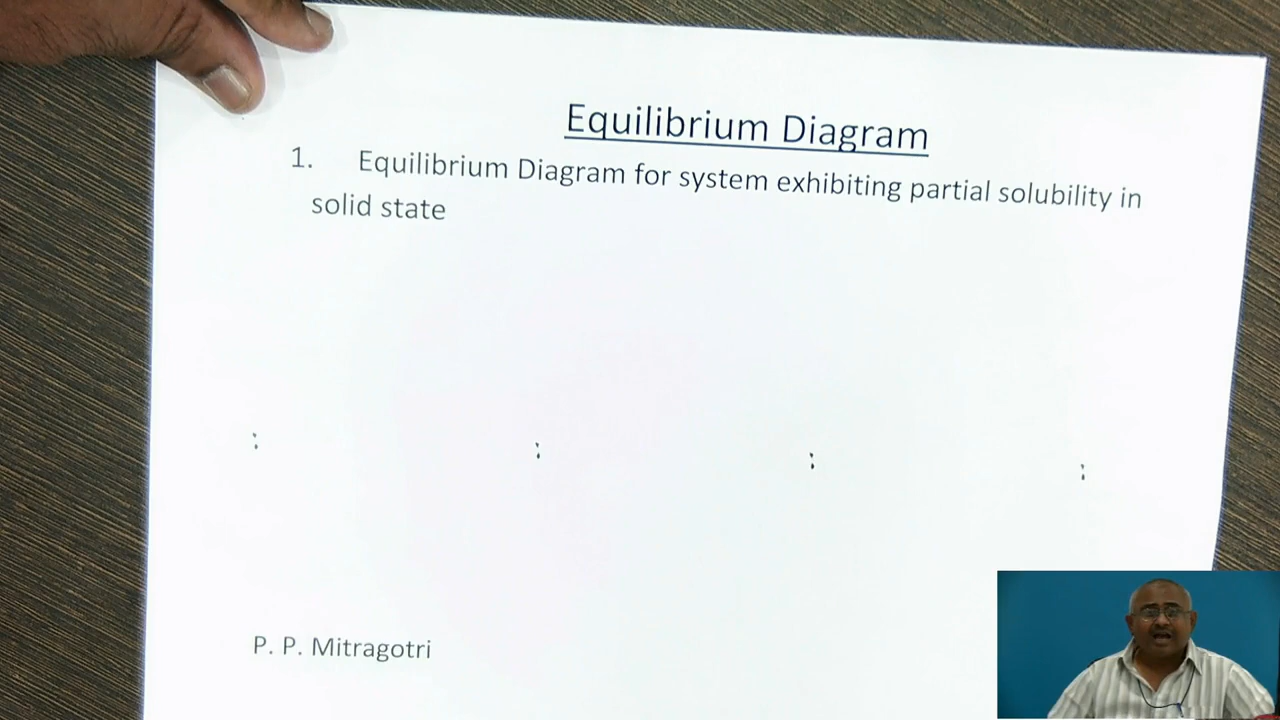 Equilibrium Diagram
1. Equilibrium Diagram for system exhibiting partial solubility in
solid state
P. P. Mitragotri